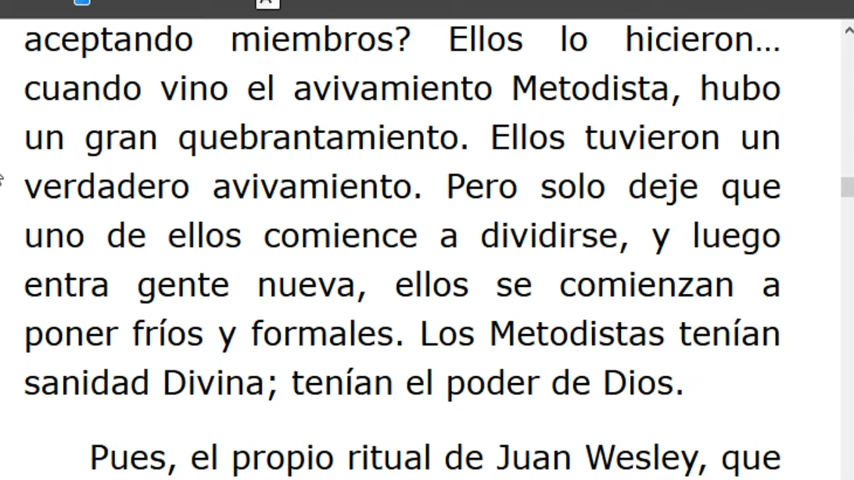 aceptando miembros? Ellos lo hicieron...
cuando vino el avivamiento Metodista, hubo
un gran quebrantamiento. Ellos tuvieron un
verdadero avivamiento. Pero solo deje que
uno de ellos comience a dividirse, y luego
entra gente nueva, ellos se comienzan a
poner fríos y formales. Los Metodistas tenían
sanidad Divina; tenían el poder de Dios.
Pues, el propio ritual de Juan Wesley, que